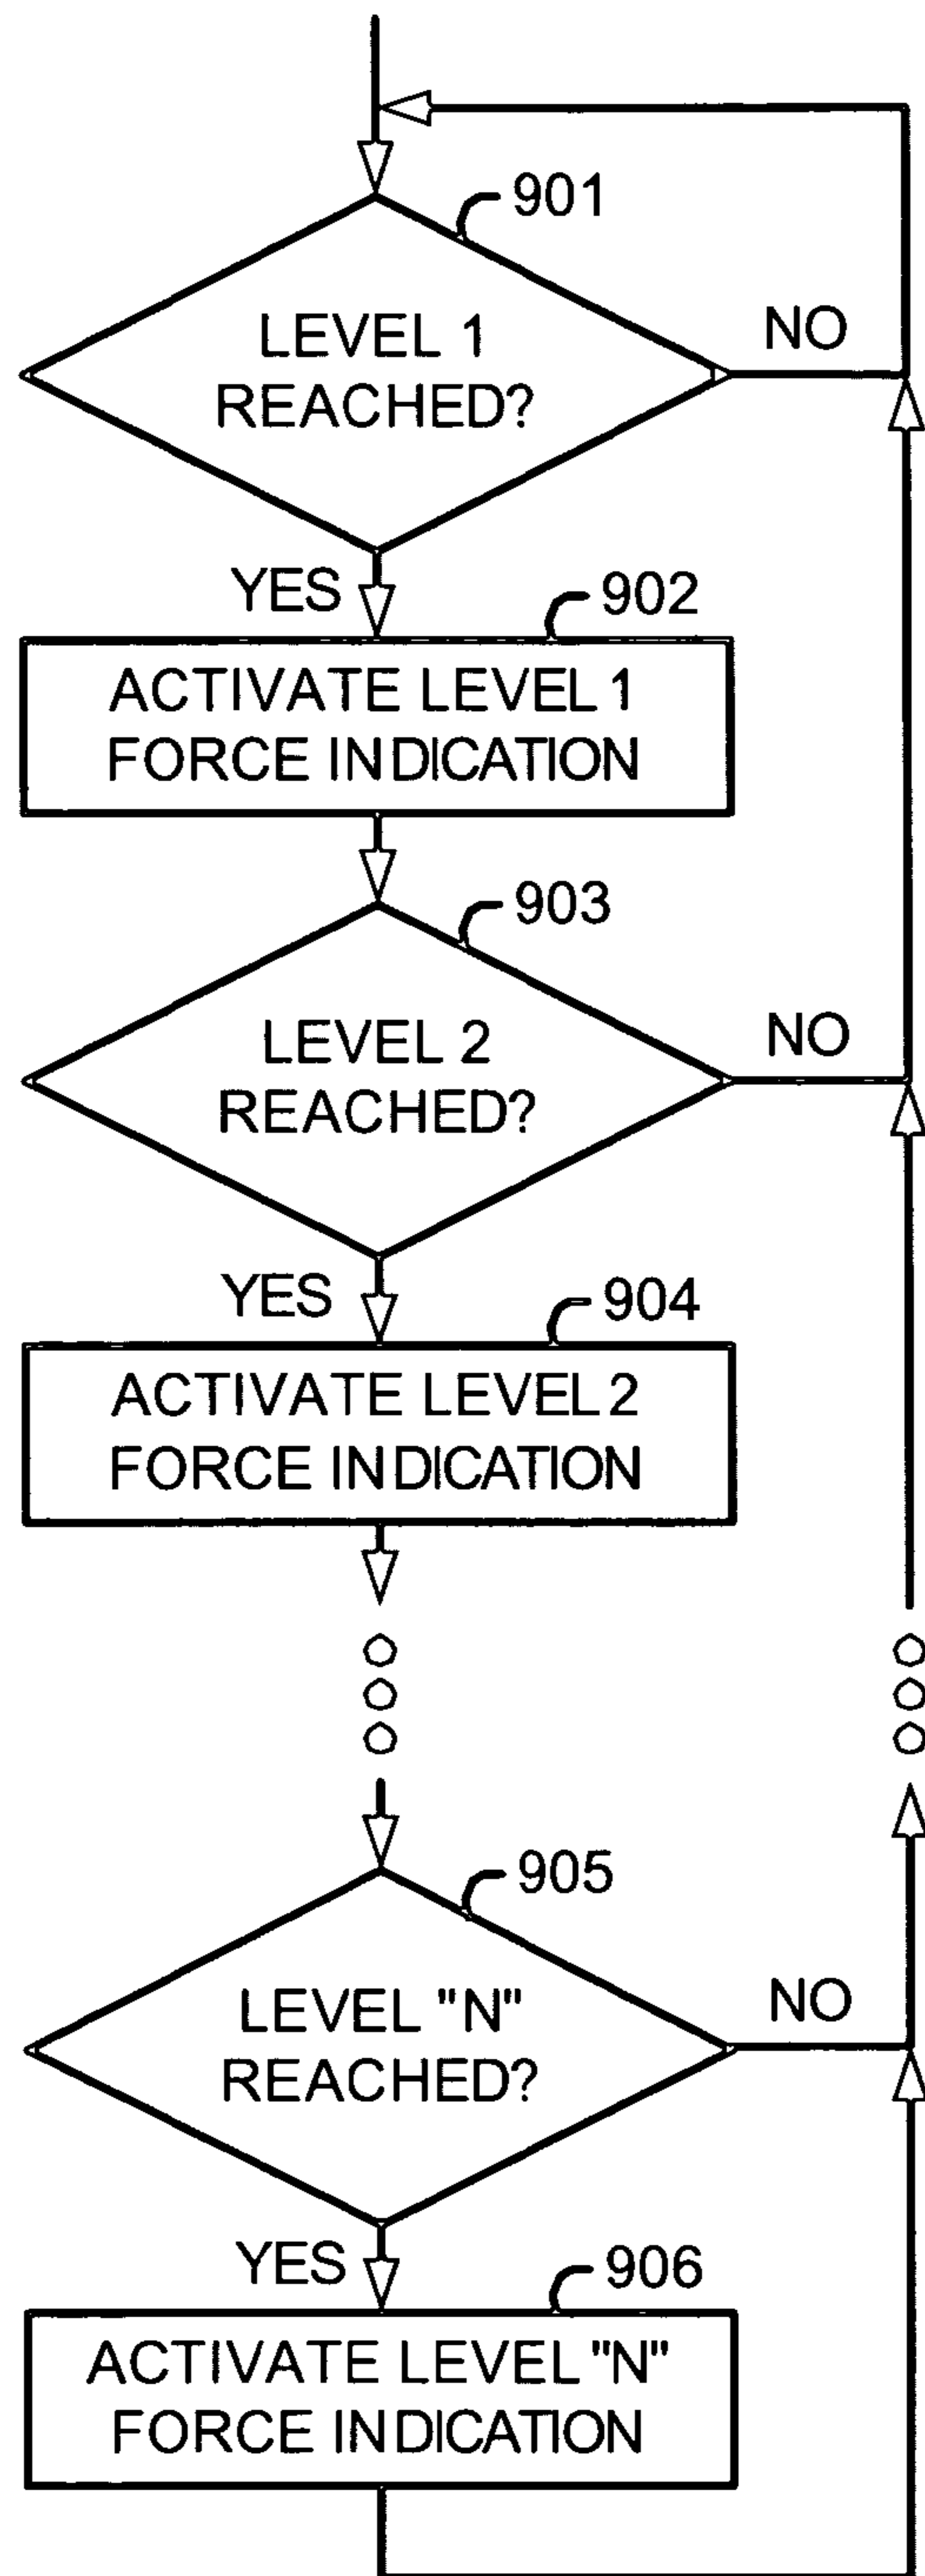 901
LEVEL 1
REACHED?
NO
YES
902
ACTIVATE LEVEL 1
FORCE INDICATION
903
LEVEL 2
REACHED?
NO
YES
904
ACTIVATE LEVEL 2
FORCE INDICATION
905
LEVEL "N"
REACHED?
NO
YES
906
ACTIVATE LEVEL "N"
FORCE INDICATION